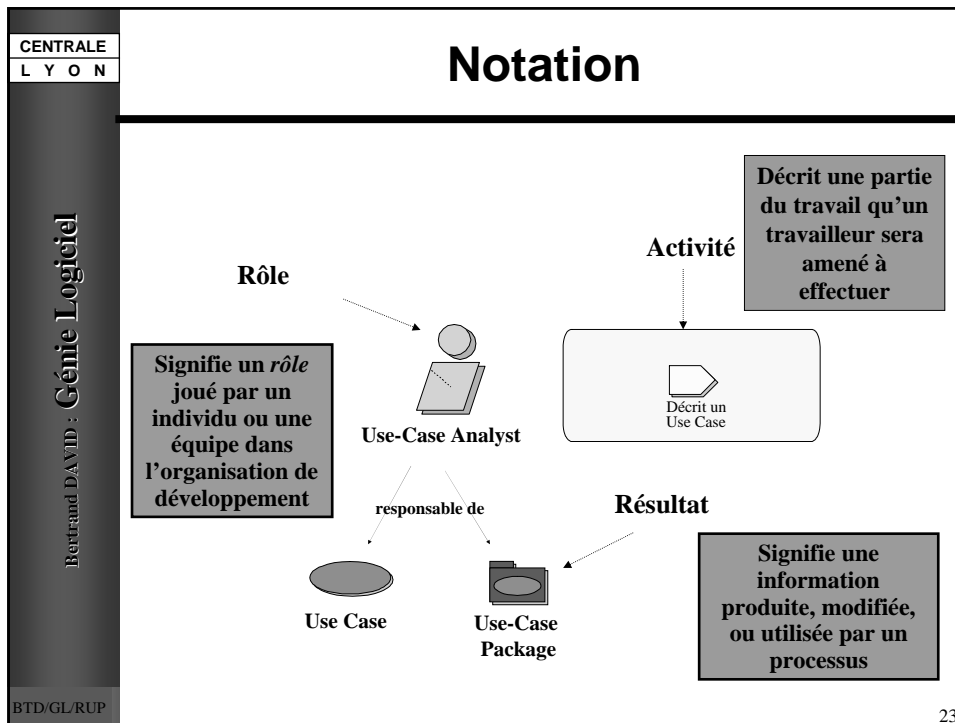 CENTRALE
L Y O N
Notation
Bertrand DAVID : Génie Logiciel
Décrit une partie
du travail qu'un
travailleur sera
amené à
effectuer
Activité
Rôle
Signifie un rôle
joué par un
individu ou une
équipe dans
l'organisation de
développement
Use-Case Analyst
Décrit un
Use Case
responsable de
Résultat
Use Case
Use-Case
Package
Signifie une
information
produite, modifiée,
ou utilisée par un
processus
BTD/GL/RUP
23